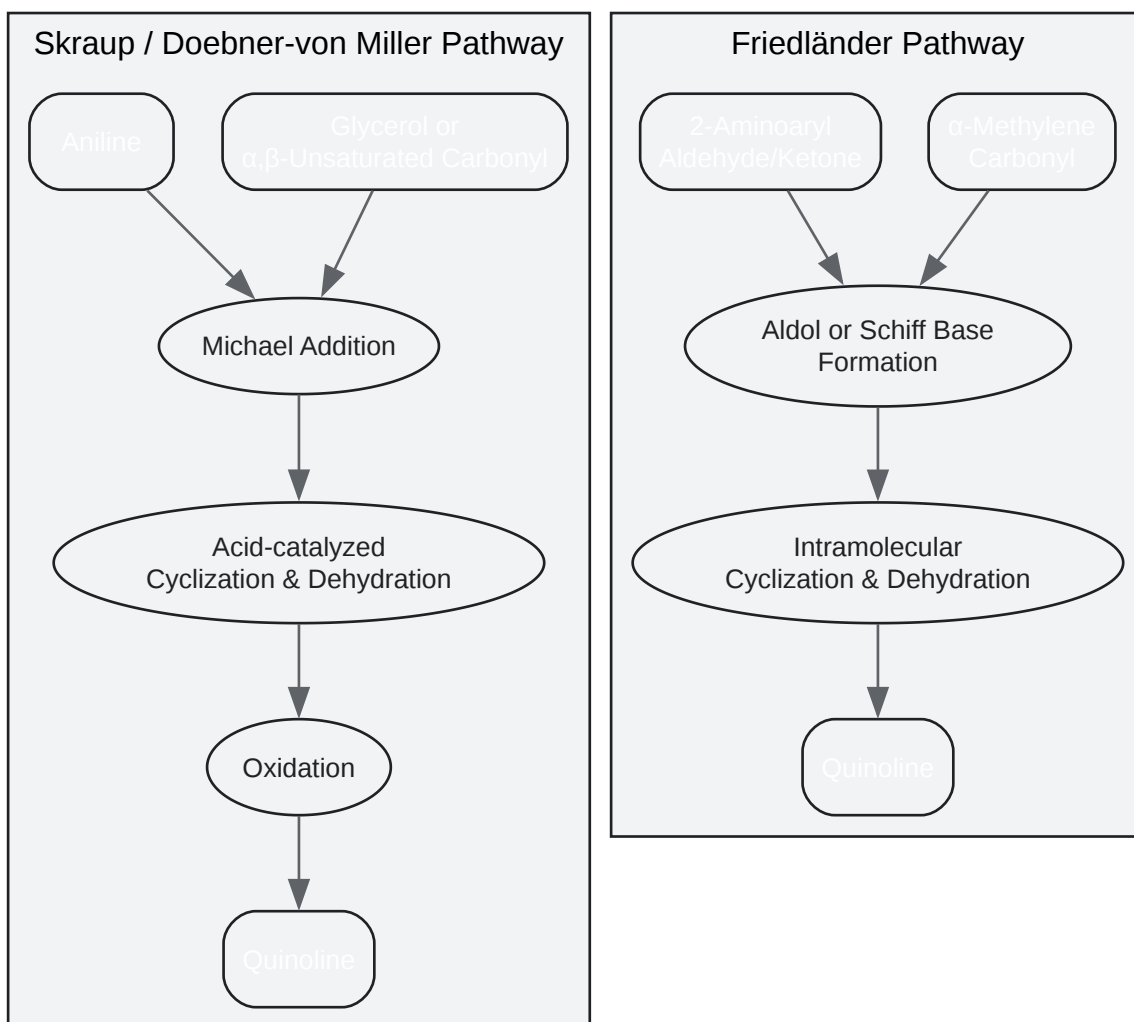 Skraup / Doebner-von Miller Pathway
Aniline
Glycerol or
α,β-Unsaturated Carbonyl
Michael Addition
Acid-catalyzed
Cyclization & Dehydration
Oxidation
Quinoline
Friedländer Pathway
2-Aminoaryl
Aldehyde/Ketone
α-Methylene
Carbonyl
Aldol or Schiff Base
Formation
Intramolecular
Cyclization & Dehydration
Quinoline